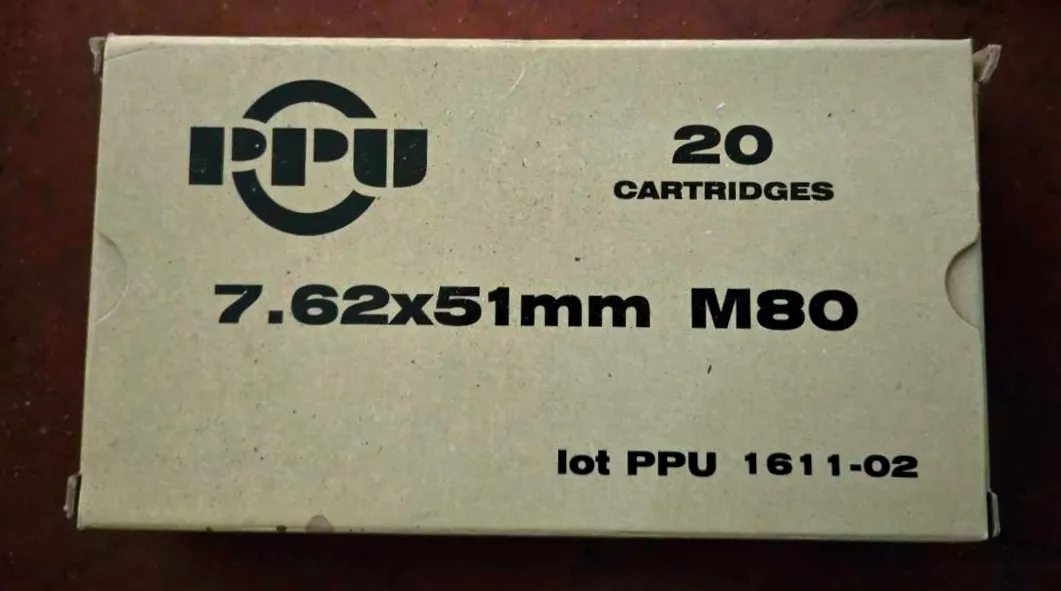 PPU
20
CARTRIDGES
7.62x51mm M80
lot PPU 1611-02